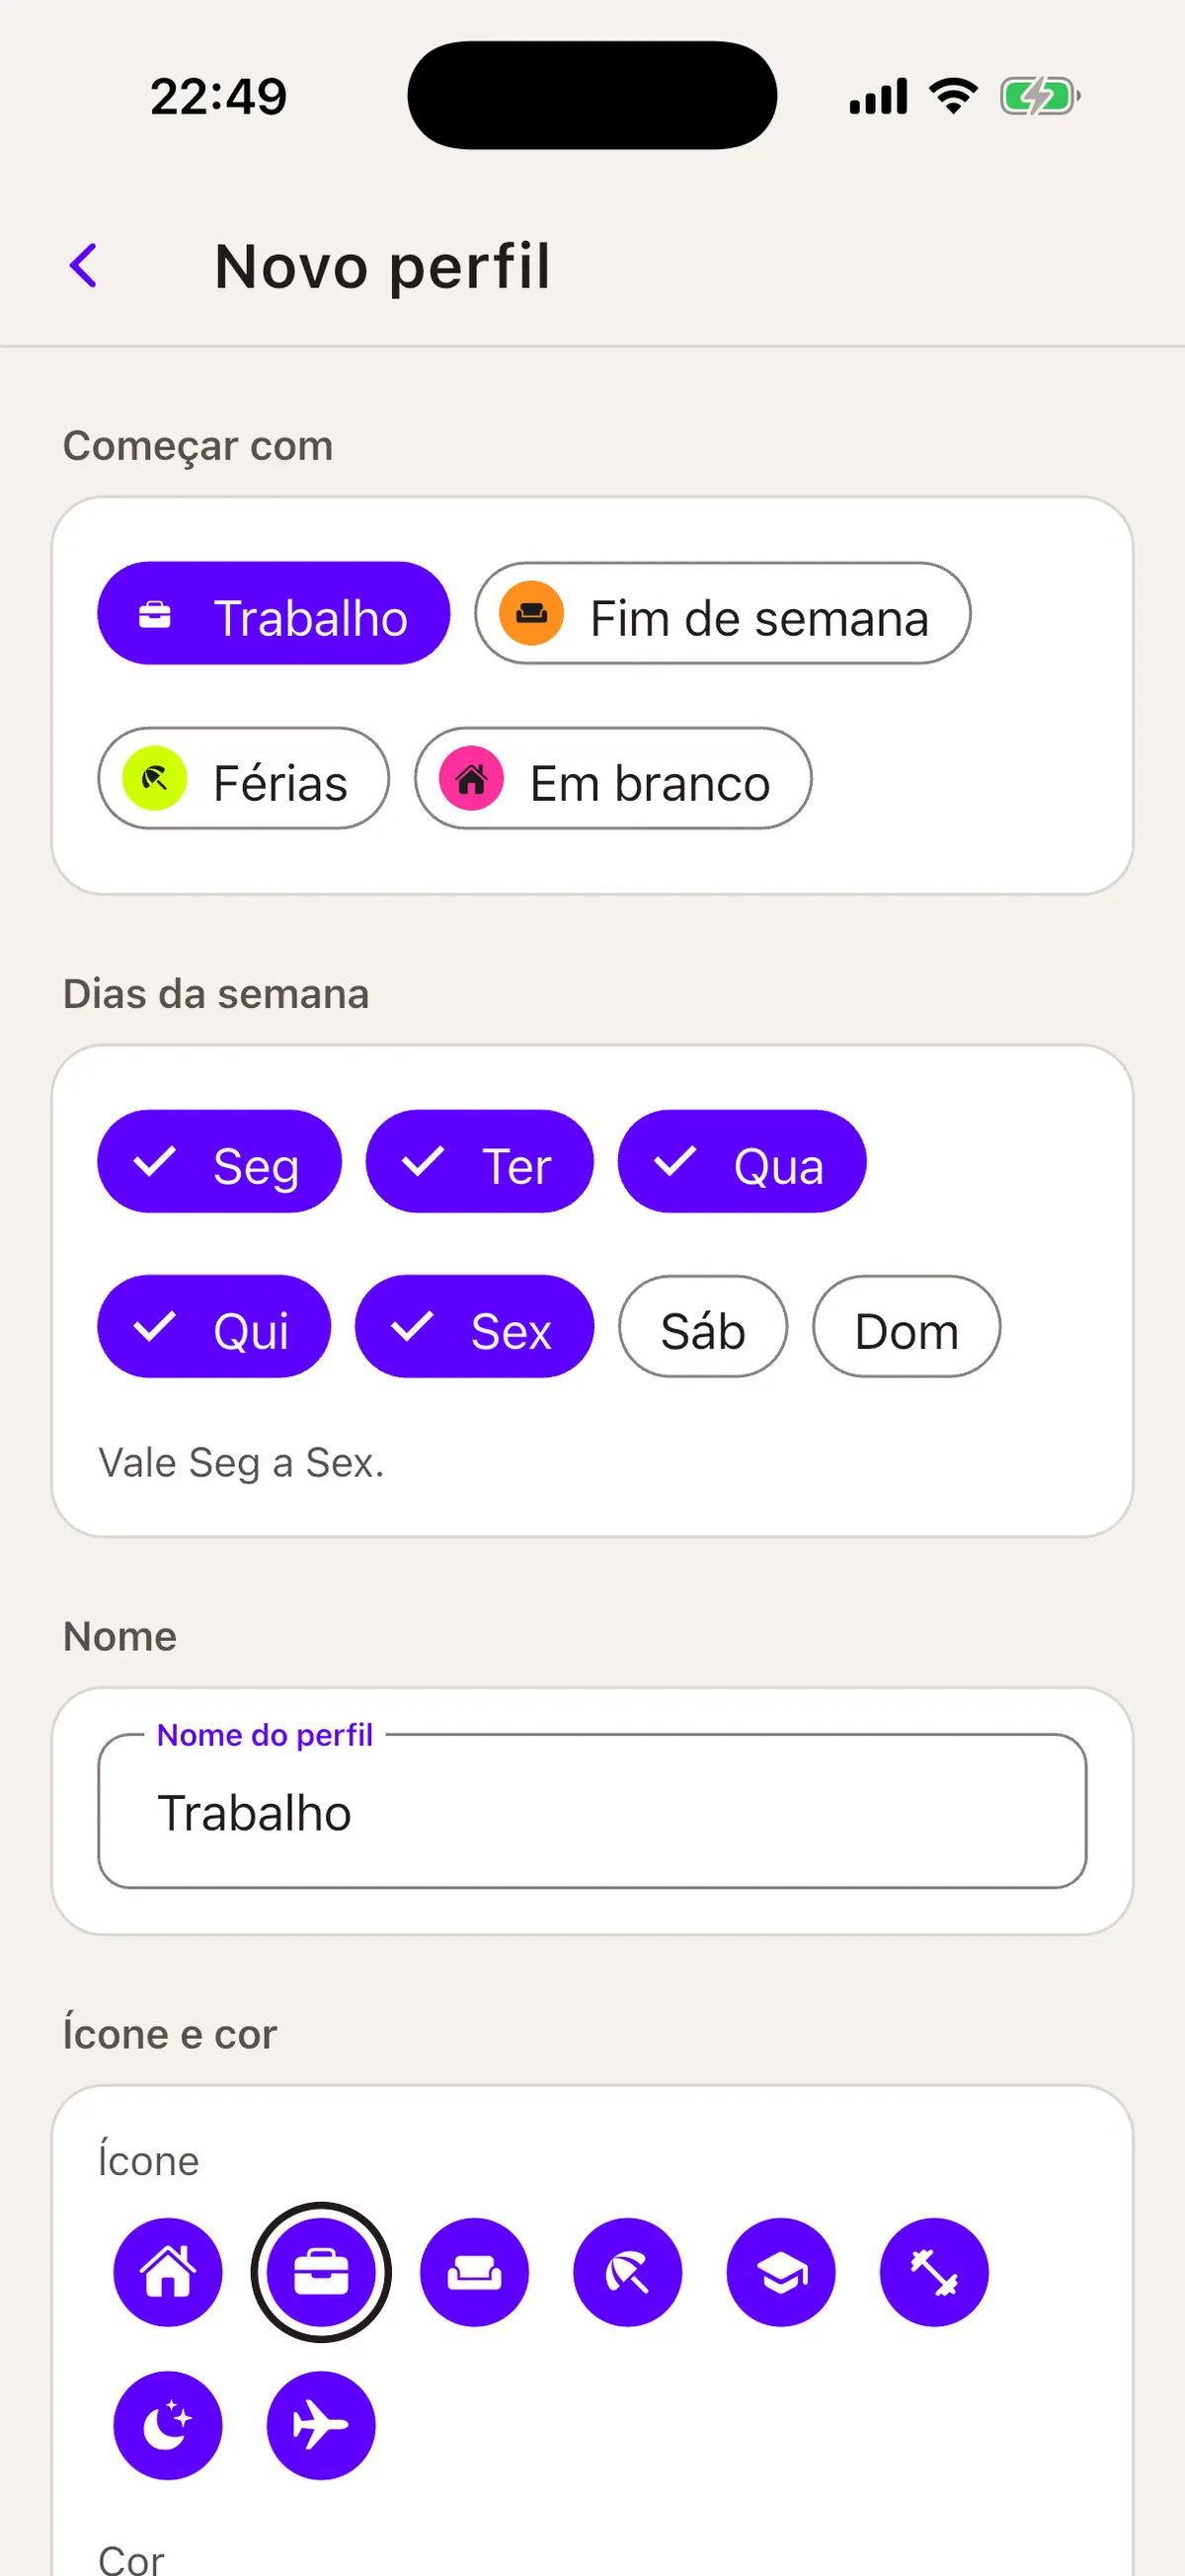 22:49
Novo perfil
Começar com
Trabalho Fim de semana
Férias Em branco
Dias da semana
Seg Ter Qua
Qui Sex Sáb Dom
Vale Seg a Sex.
Nome
Nome do perfil
Trabalho
Ícone e cor
Ícone
Cor